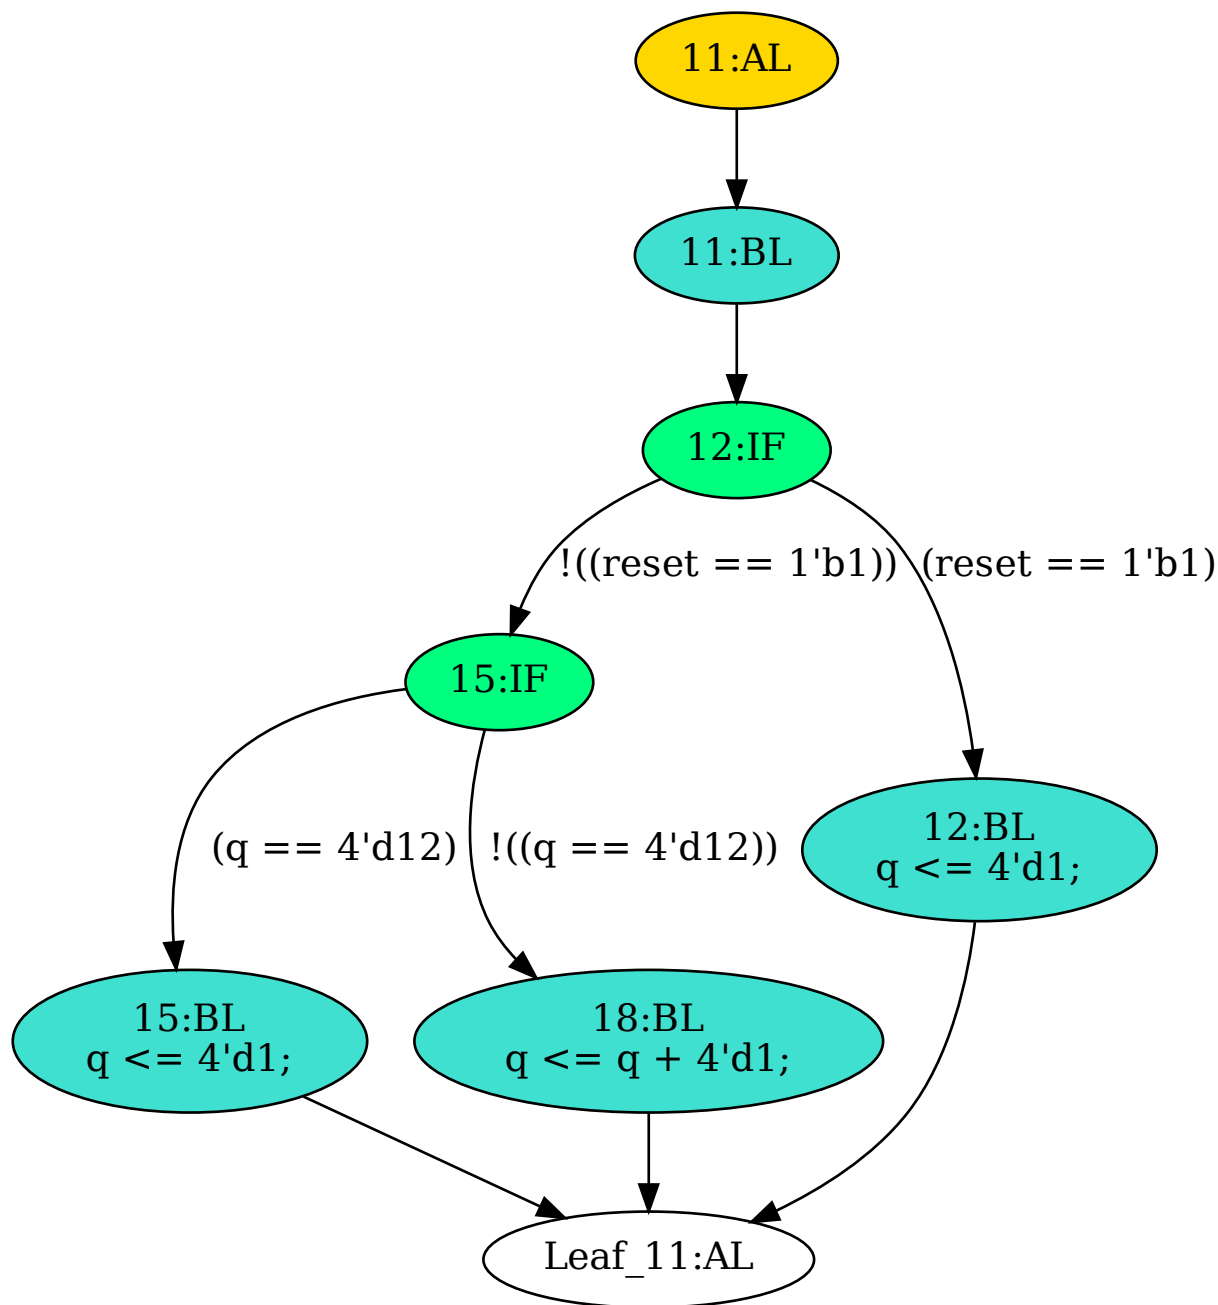 11:AL
11:BL
12:IF
!((reset == 1'b1))
(reset == 1'b1)
15:IF
(q == 4'd12)
!((q == 4'd12))
12:BL
q <= 4'd1;
15:BL
q <= 4'd1;
18:BL
q <= q + 4'd1;
Leaf_11:AL